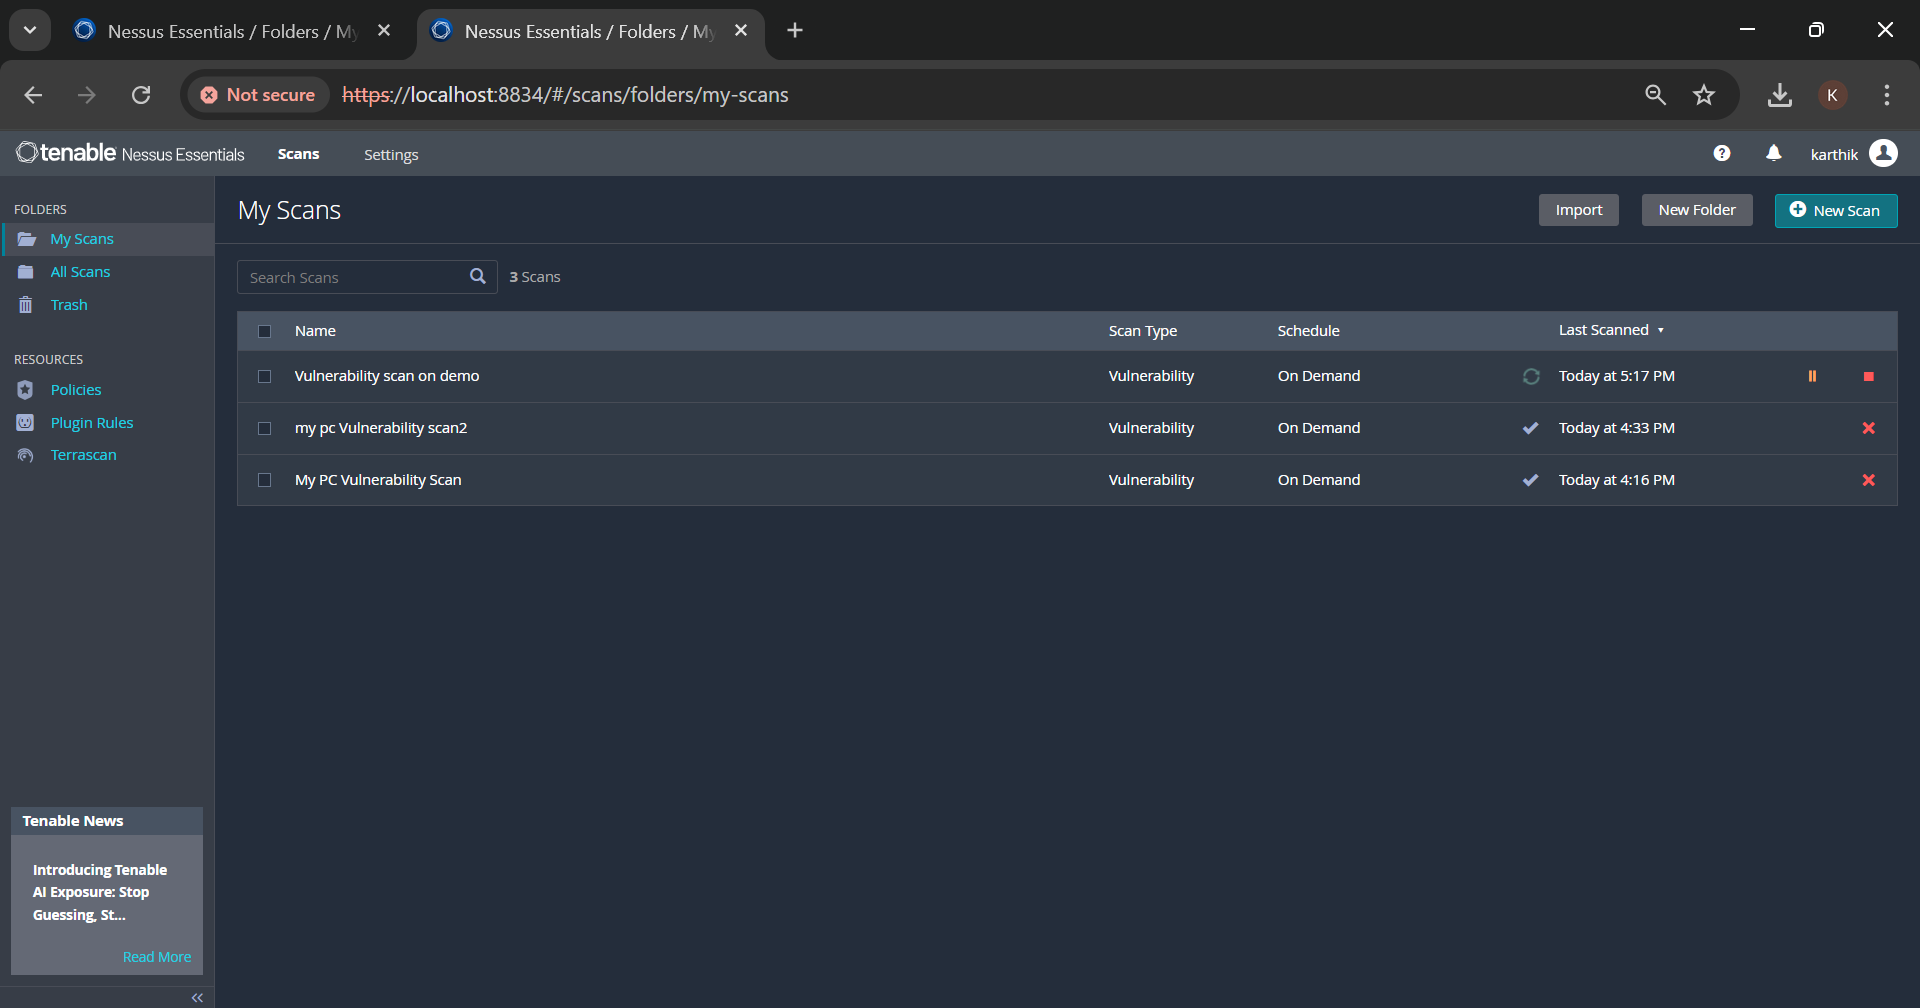 Nessus Essentials / Folders / My
Nessus Essentials / Folders / My
Not secure https://localhost:8834/#/scans/folders/my-scans
K
tenable Nessus Essentials Scans Settings
? karthik
FOLDERS
My Scans
All Scans
Trash
RESOURCES
Policies
Plugin Rules
Terrascan
Tenable News
Introducing Tenable
AI Exposure: Stop
Guessing, St...
Read More
My Scans
Import New Folder New Scan
Search Scans 3 Scans
Name Scan Type Schedule Last Scanned
Vulnerability scan on demo Vulnerability On Demand Today at 5:17 PM
my pc Vulnerability scan2 Vulnerability On Demand Today at 4:33 PM
My PC Vulnerability Scan Vulnerability On Demand Today at 4:16 PM